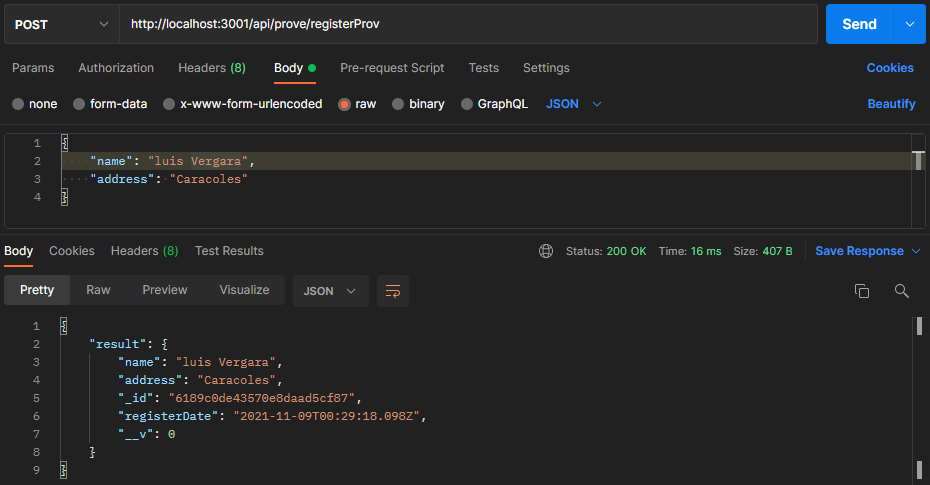 POST http://localhost:3001/api/prove/registerProv Send
Params Authorization Headers (8) Body Pre-request Script Tests Settings Cookies
none form-data x-www-form-urlencoded raw binary GraphQL JSON Beautify
1 {
2 "name": "luis Vergara",
3 "address": "Caracoles"
4 }
Body Cookies Headers (8) Test Results Status: 200 OK Time: 16 ms Size: 407 B Save Response
Pretty Raw Preview Visualize JSON
1 {
2 "result": {
3 "name": "luis Vergara",
4 "address": "Caracoles",
5 "_id": "6189c0de43570e8daad5cf87",
6 "registerDate": "2021-11-09T00:29:18.098Z",
7 "__v": 0
8 }
9 }